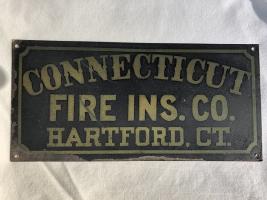 CONNECTICUT
FIRE INS. CO.
HARTFORD, CT.